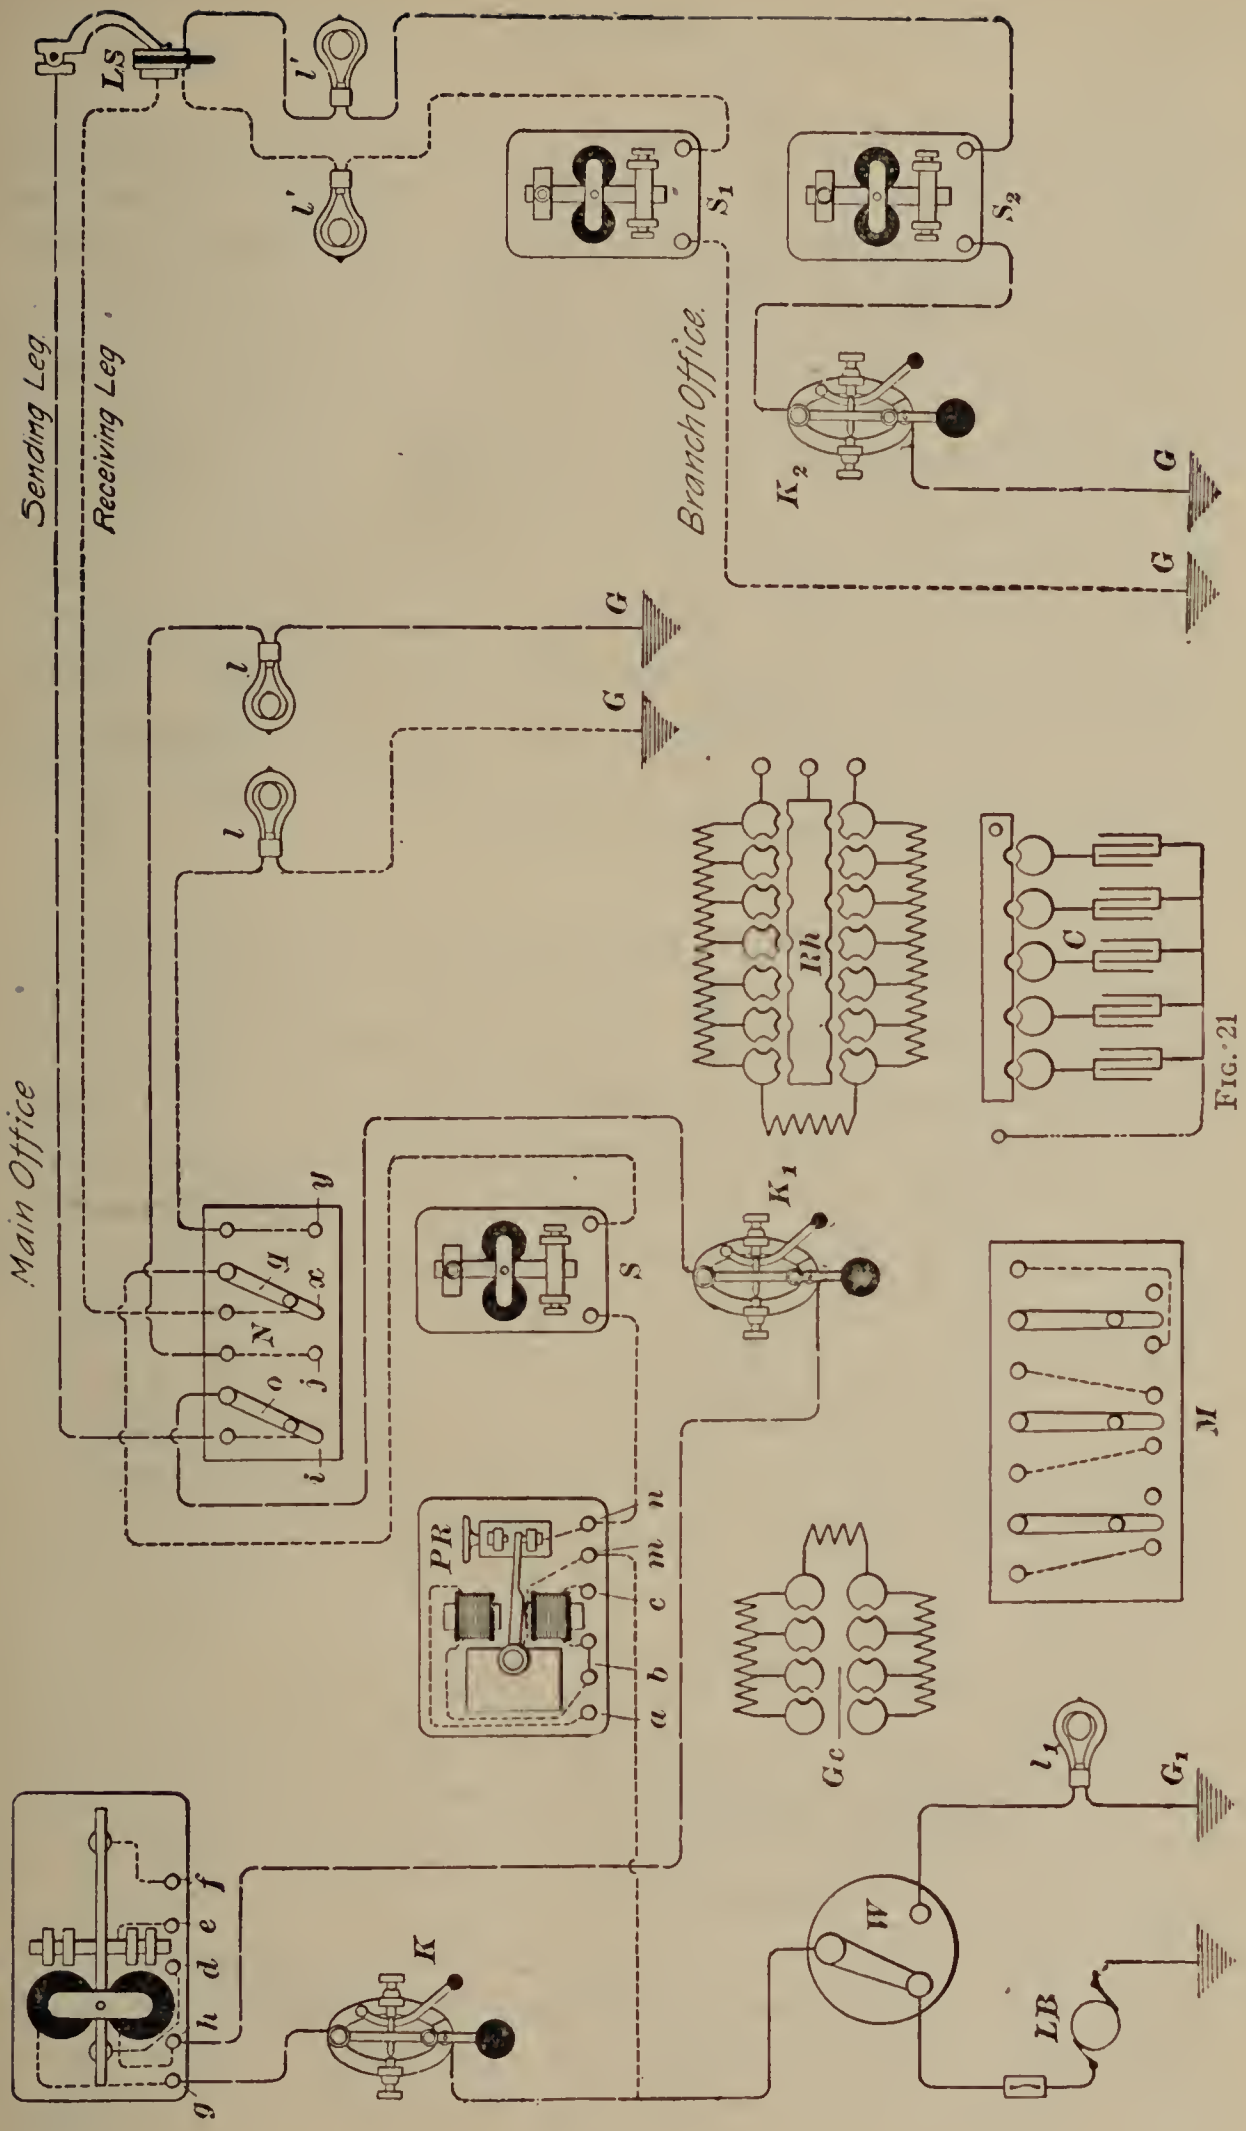 Main Office
Sending Leg.
Receiving Leg
Branch Office.
LS
l'
l'
S1
S2
K2
G
G
l
l
G
G
N
o
q
i
j
x
y
S
K1
PR
a
b
c
m
n
g
h
d
e
f
K
Rh
C
Gc
M
W
LB
l1
G1
FIG. 21